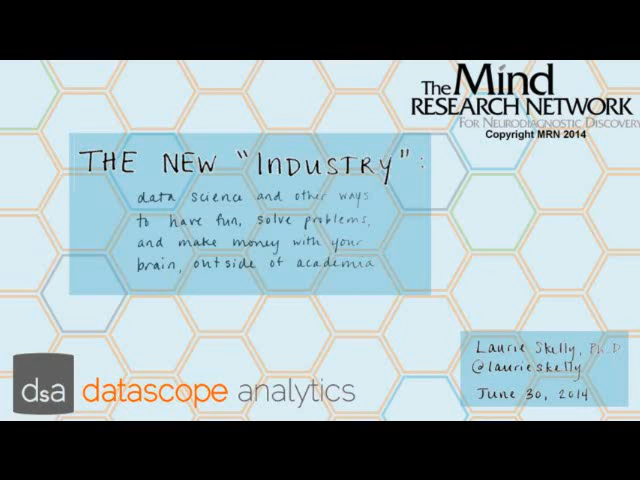 The Mind
RESEARCH NETWORK
FOR NEURODIAGNOSTIC DISCOVERY
Copyright MRN 2014
THE NEW "INDUSTRY":
data science and other ways
to have fun, solve problems,
and make money with your
brain, outside of academia
Laurie Skelly, Ph.D
@laurieskelly
June 30, 2014
dsa datascope analytics